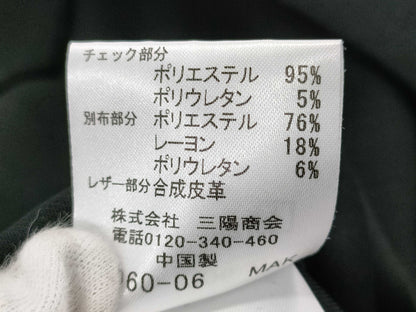 チェック部分
ポリエステル 95%
ポリウレタン 5%
別布部分 ポリエステル 76%
レーヨン 18%
ポリウレタン 6%
レザー部分 合成皮革
株式会社 三陽商会
電話0120-340-460
中国製
60-06 MAK